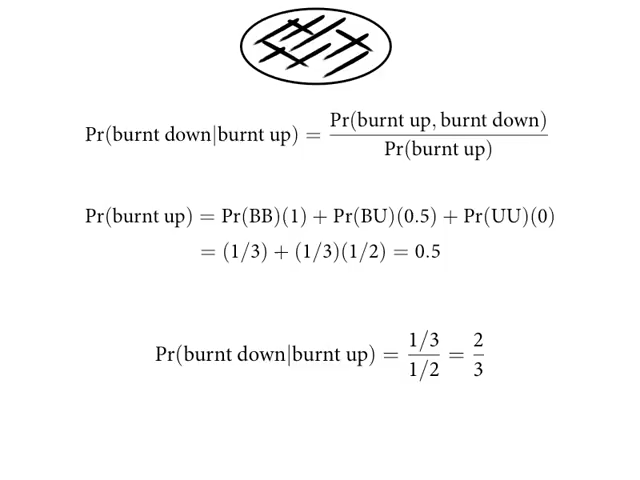 Pr(burnt down|burnt up) = Pr(burnt up, burnt down) / Pr(burnt up)
Pr(burnt up) = Pr(BB)(1) + Pr(BU)(0.5) + Pr(UU)(0)
= (1/3) + (1/3)(1/2) = 0.5
Pr(burnt down|burnt up) = 1/3 / 1/2 = 2 / 3